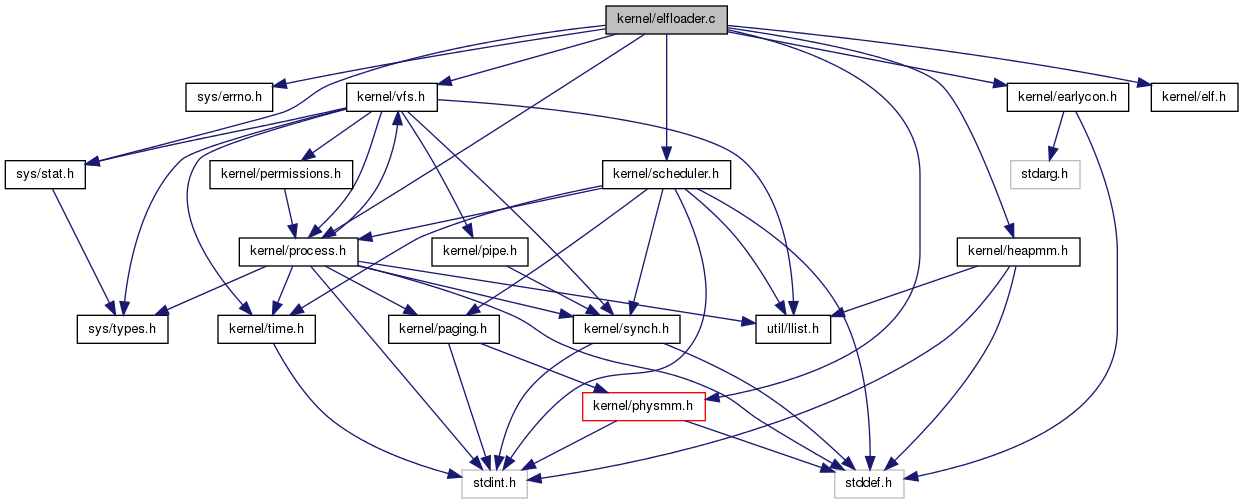 kernel/elfloader.c
sys/errno.h
kernel/vfs.h
kernel/earlycon.h
kernel/elf.h
sys/stat.h
kernel/permissions.h
kernel/scheduler.h
stdarg.h
kernel/process.h
kernel/pipe.h
kernel/heapmm.h
sys/types.h
kernel/time.h
kernel/paging.h
kernel/synch.h
util/llist.h
kernel/physmm.h
stdint.h
stddef.h